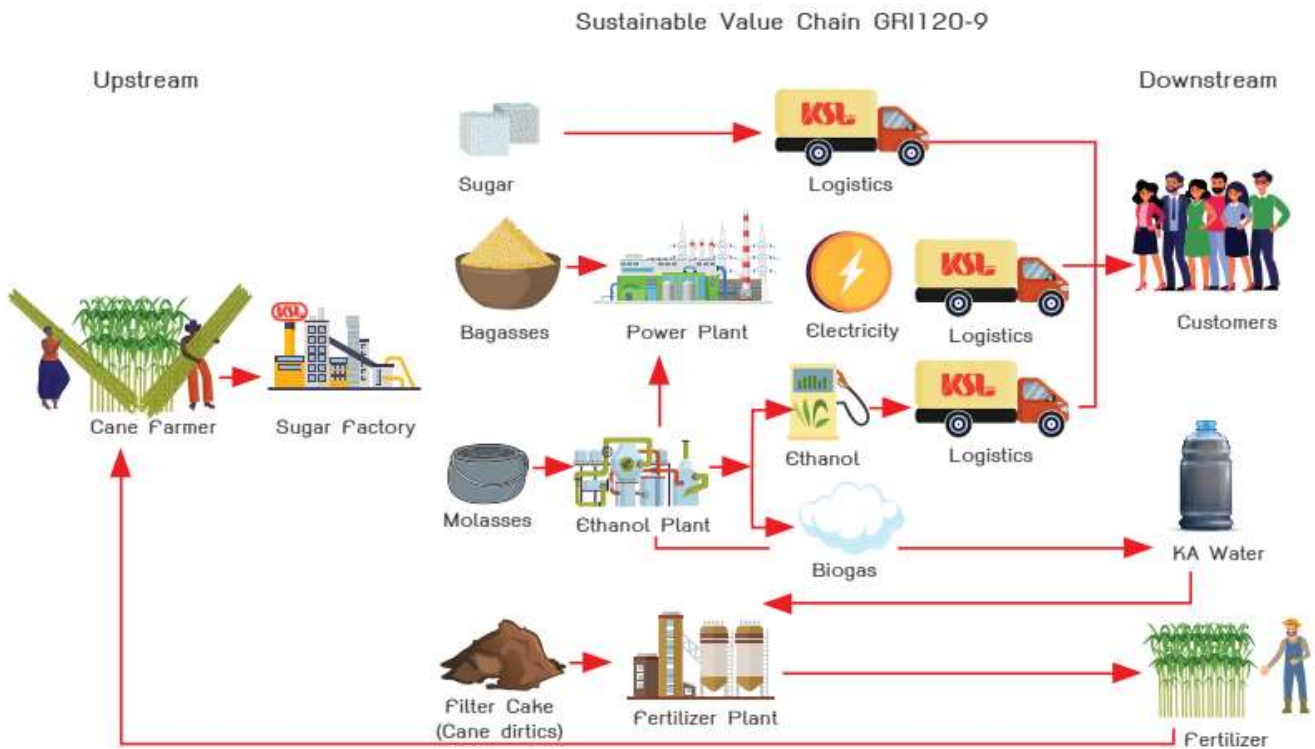 Sustainable Value Chain GRI120-9
Upstream
Downstream
KSL
Sugar
Logistics
KSL
KSL
Bagasses
Power Plant
Electricity
Logistics
Customers
Cane Farmer
Sugar Factory
KSL
Ethanol
Logistics
Molasses
Ethanol Plant
Biogas
KA Water
Filter Cake
(Cane dirtics)
Fertilizer Plant
Fertilizer